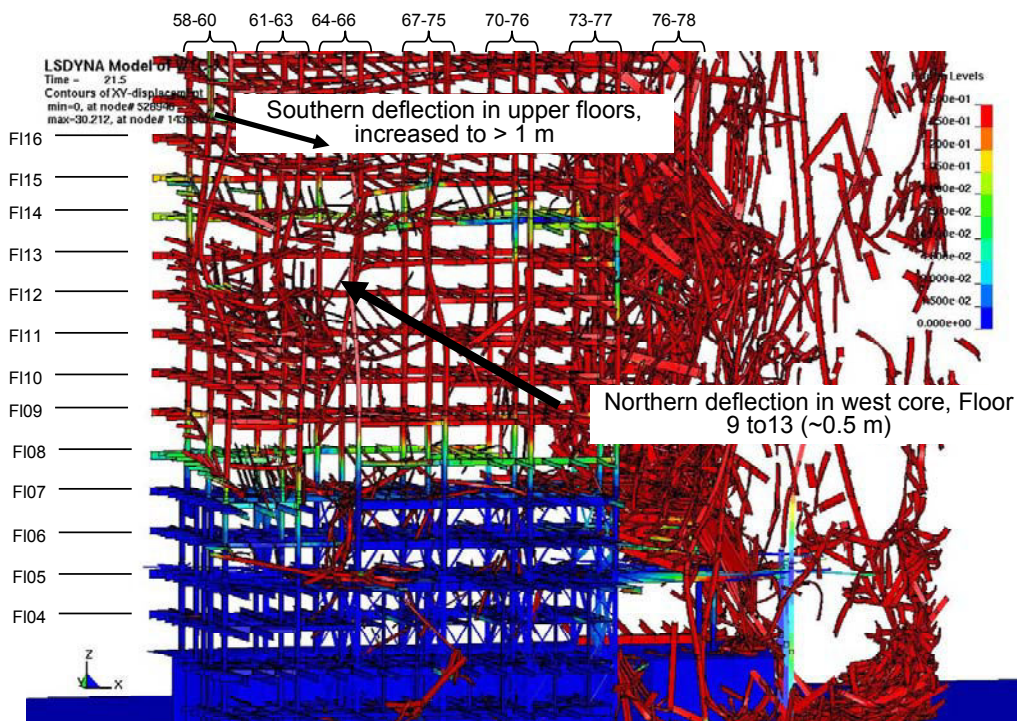 58-60 61-63 64-66 67-75 70-76 73-77 76-78
LSDYNA Model of
Time = 21.5
Contours of XY-displacement
min=0, at node#
max=30.212, at node#
Levels
Southern deflection in upper floors,
increased to > 1 m
Fl16
Fl15
Fl14
Fl13
Fl12
Fl11
Fl10
Fl09
Fl08
Fl07
Fl06
Fl05
Fl04
0.000e+00
Northern deflection in west core, Floor
9 to13 (~0.5 m)
Z
Y
X